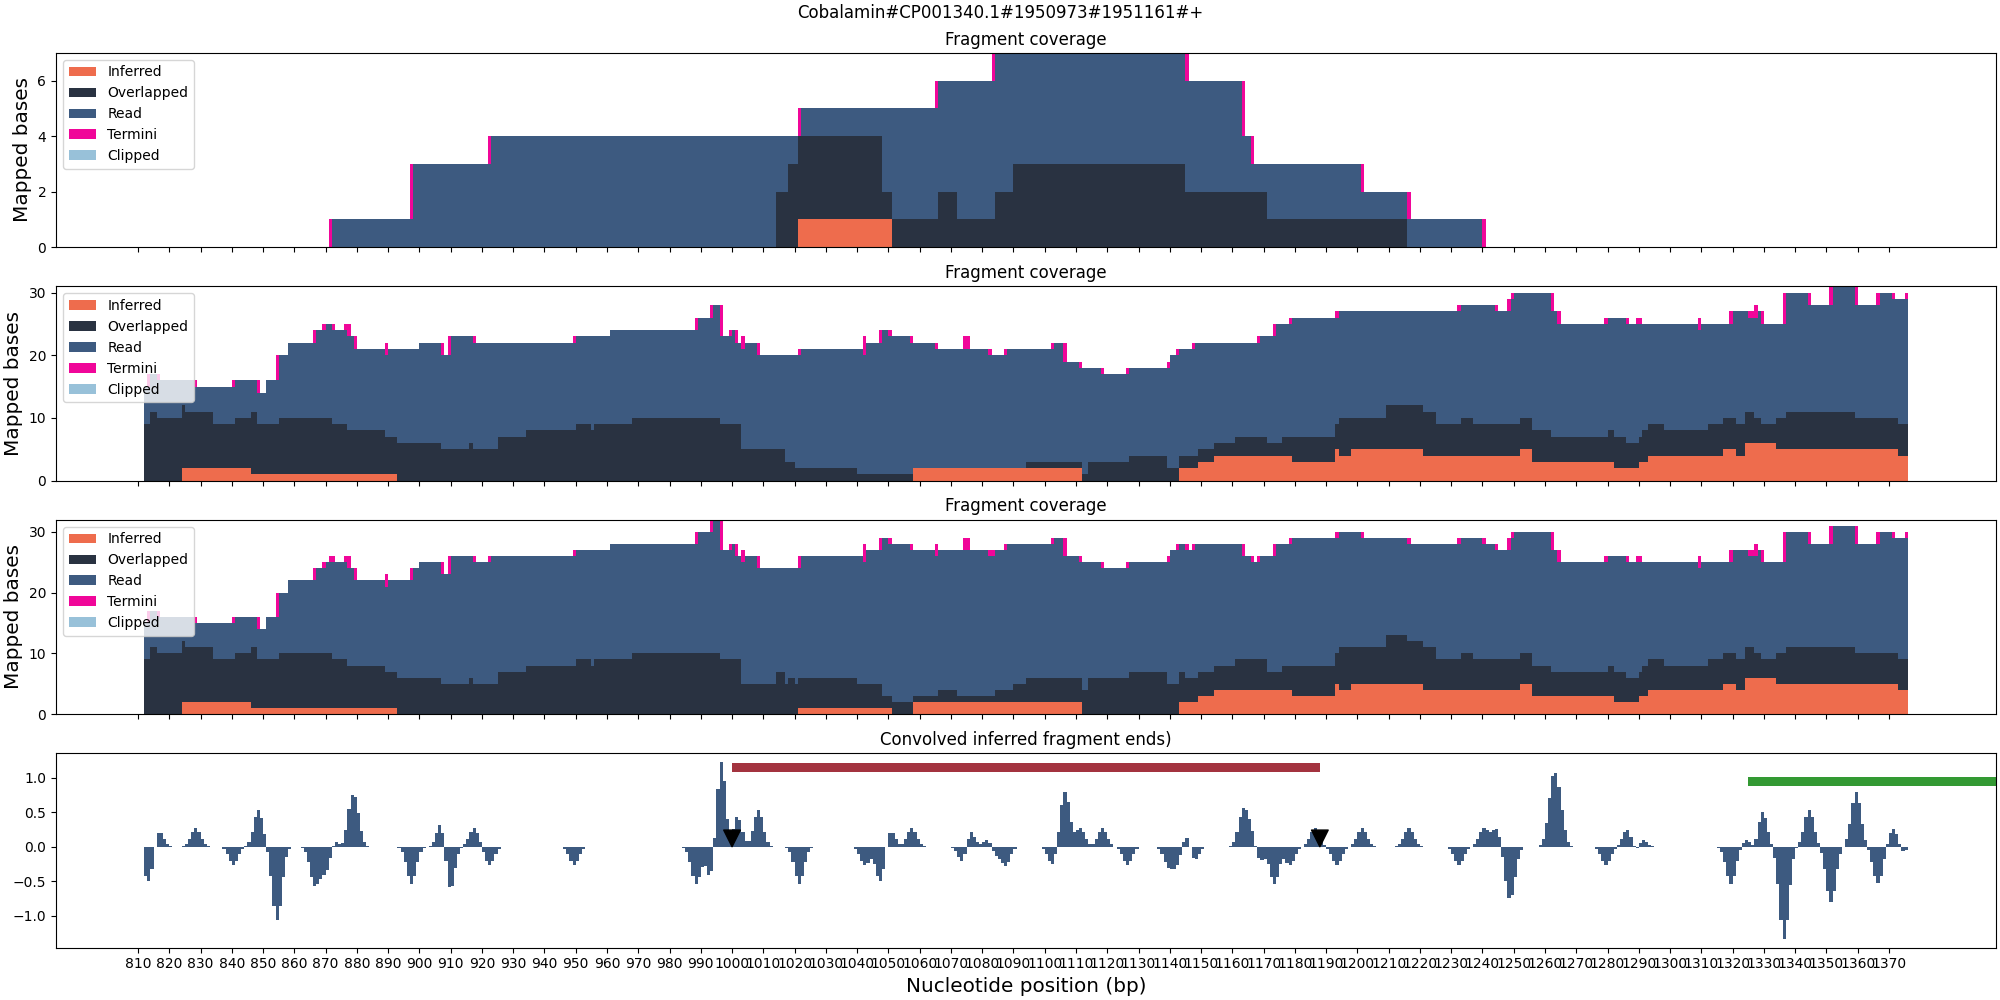 Cobalamin#CP001340.1#1950973#1951161#+
Fragment coverage
Mapped bases
6
4
2
0
Inferred
Overlapped
Read
Termini
Clipped
Fragment coverage
Mapped bases
30
20
10
0
Inferred
Overlapped
Read
Termini
Clipped
Fragment coverage
Mapped bases
30
20
10
0
Inferred
Overlapped
Read
Termini
Clipped
Convolved inferred fragment ends)
1.0
0.5
0.0
−0.5
−1.0
810 820 830 840 850 860 870 880 890 900 910 920 930 940 950 960 970 980 990 1000 1010 1020 1030 1040 1050 1060 1070 1080 1090 1100 1110 1120 1130 1140 1150 1160 1170 1180 1190 1200 1210 1220 1230 1240 1250 1260 1270 1280 1290 1300 1310 1320 1330 1340 1350 1360 1370
Nucleotide position (bp)